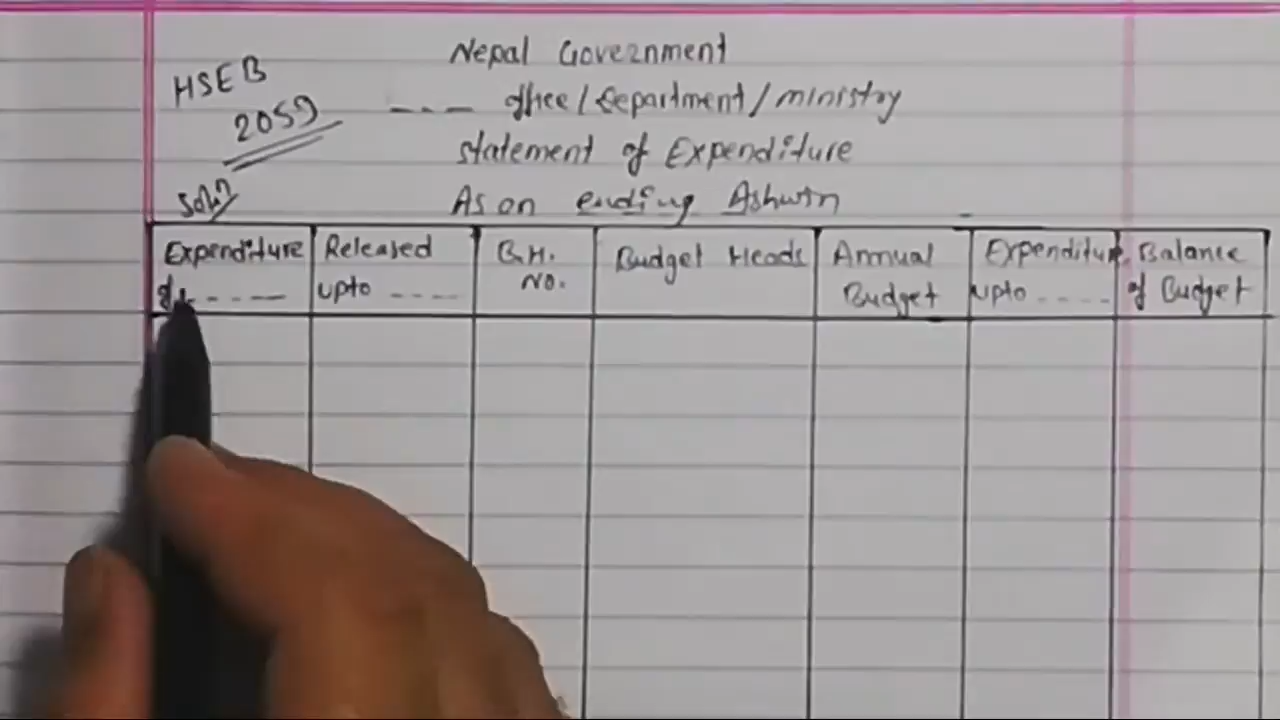 Nepal Government
HSEB
2059
--- office/Department/ministry
statement of Expenditure
Soln
As on ending Ashwin
Expenditure of ----
Released upto ----
B.H. No.
Budget Heads
Annual Budget
Expenditure upto ----
Balance of Budget